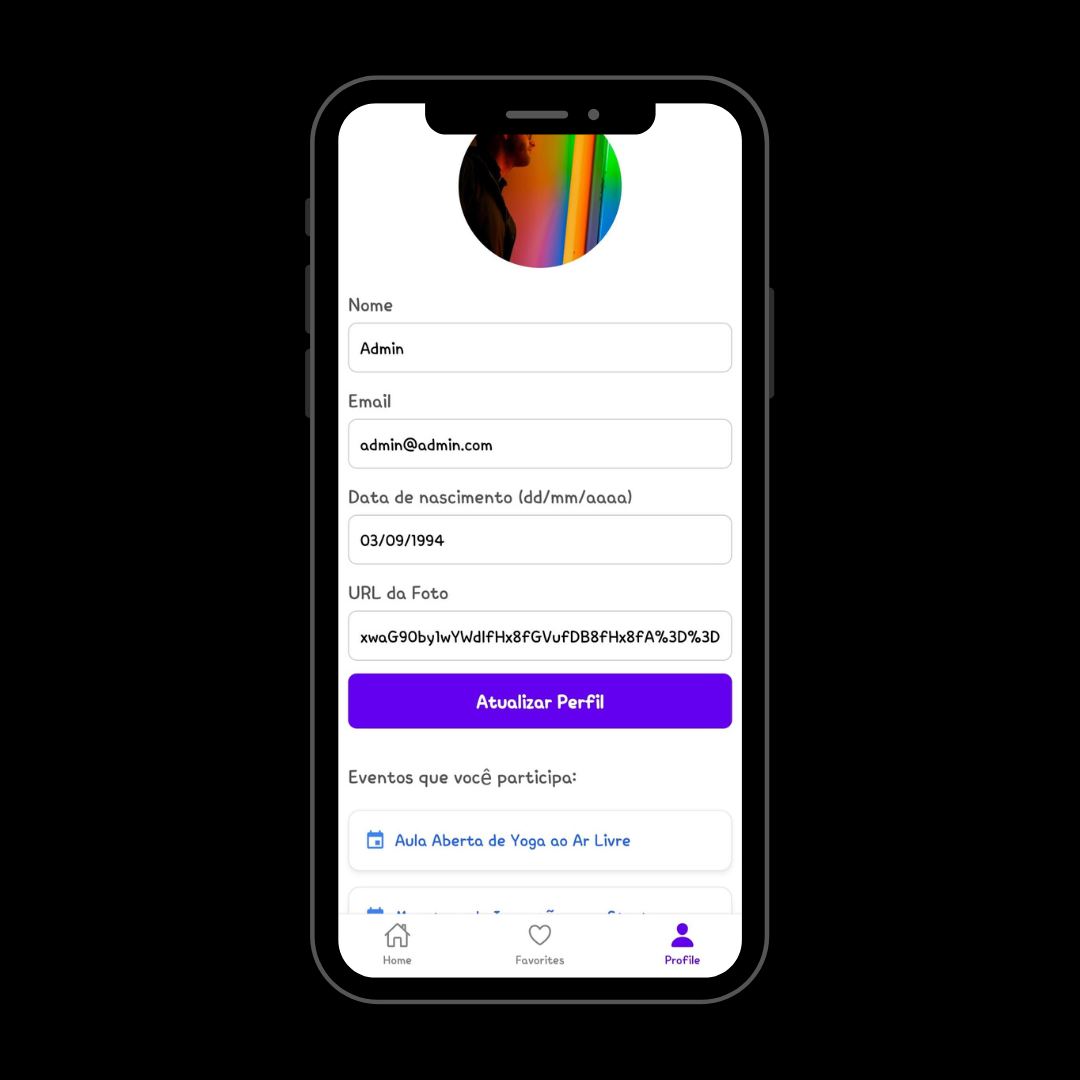 Nome
Admin
Email
admin@admin.com
Data de nascimento (dd/mm/aaaa)
03/09/1994
URL da Foto
xwaG90by1wYWdlfHx8fGVufDB8fHx8fA%3D%3D
Atualizar Perfil
Eventos que você participa:
Aula Aberta de Yoga ao Ar Livre
Home
Favorites
Profile